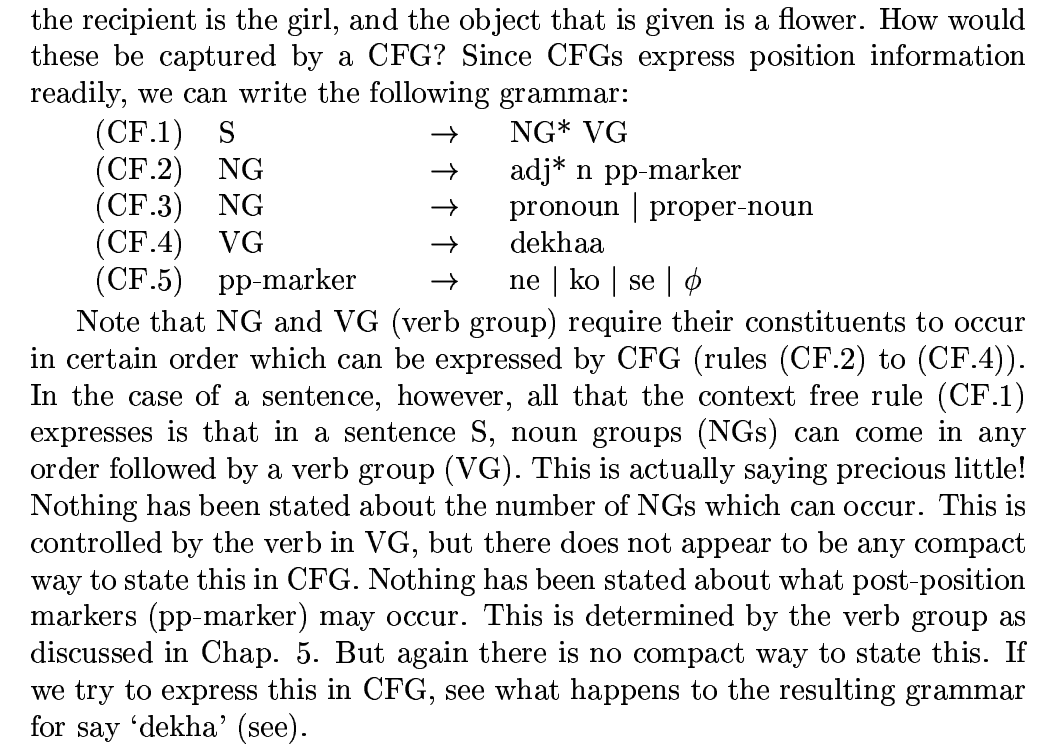 the recipient is the girl, and the object that is given is a flower. How would
these be captured by a CFG? Since CFGs express position information
readily, we can write the following grammar:
(CF.1) S → NG* VG
(CF.2) NG → adj* n pp-marker
(CF.3) NG → pronoun | proper-noun
(CF.4) VG → dekhaa
(CF.5) pp-marker → ne | ko | se | ϕ
Note that NG and VG (verb group) require their constituents to occur
in certain order which can be expressed by CFG (rules (CF.2) to (CF.4)).
In the case of a sentence, however, all that the context free rule (CF.1)
expresses is that in a sentence S, noun groups (NGs) can come in any
order followed by a verb group (VG). This is actually saying precious little!
Nothing has been stated about the number of NGs which can occur. This is
controlled by the verb in VG, but there does not appear to be any compact
way to state this in CFG. Nothing has been stated about what post-position
markers (pp-marker) may occur. This is determined by the verb group as
discussed in Chap. 5. But again there is no compact way to state this. If
we try to express this in CFG, see what happens to the resulting grammar
for say ‘dekha’ (see).